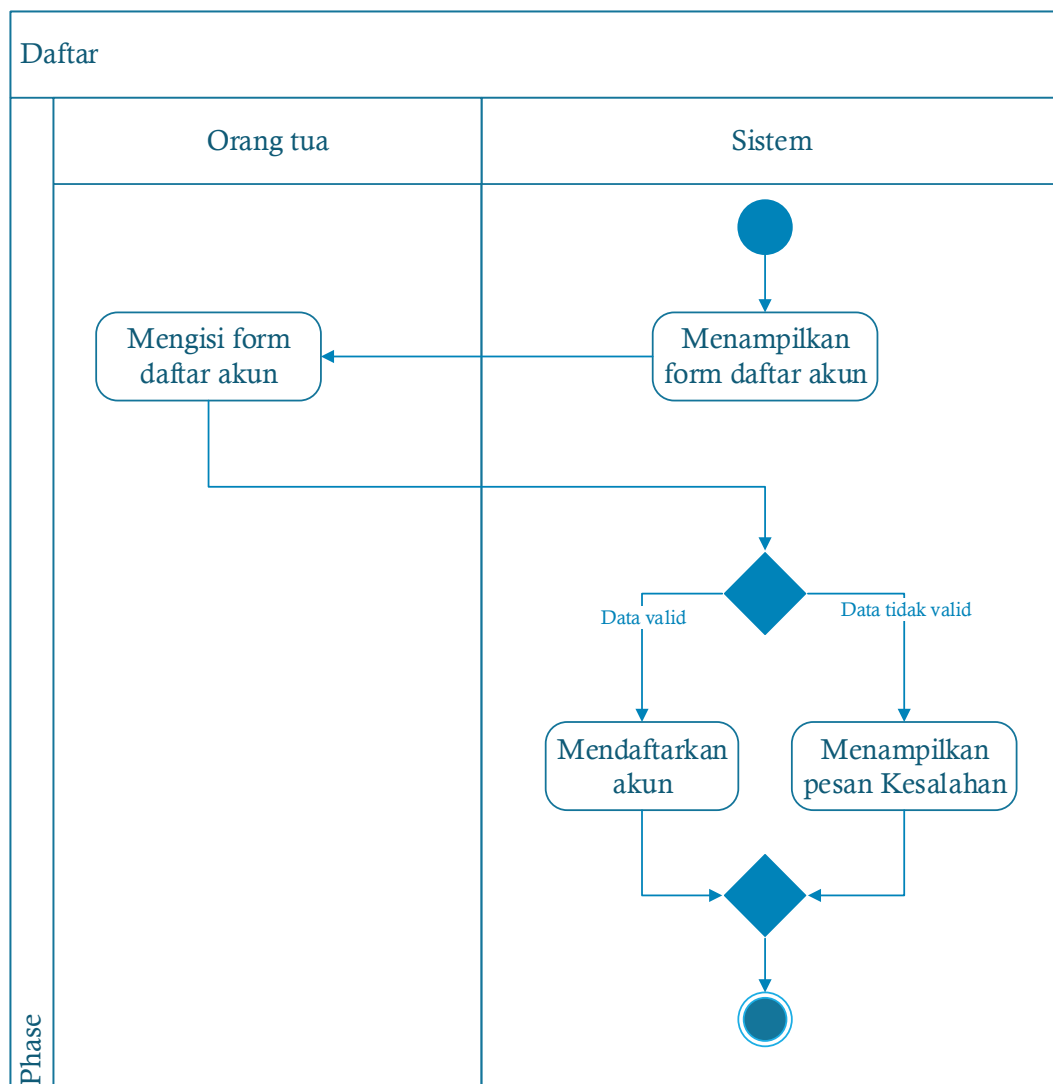 Daftar
Orang tua
Sistem
Mengisi form
daftar akun
Menampilkan
form daftar akun
Data valid
Data tidak valid
Mendaftarkan
akun
Menampilkan
pesan Kesalahan
Phase